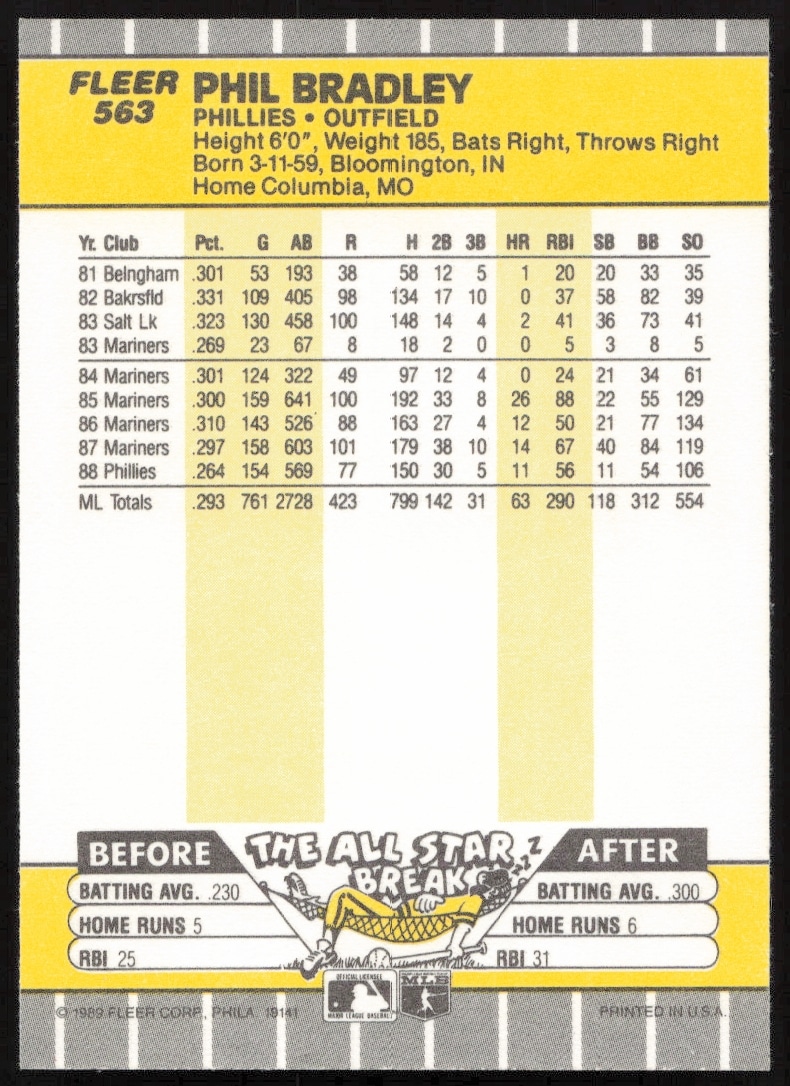 FLEER PHIL BRADLEY
563 PHILLIES • OUTFIELD
Height 6'0", Weight 185, Bats Right, Throws Right
Born 3-11-59, Bloomington, IN
Home Columbia, MO
Yr. Club Pct. G AB R H 2B 3B HR RBI SB BB SO
81 Belngham .301 53 193 38 58 12 5 1 20 20 33 35
82 Bakrsfld .331 109 405 98 134 17 10 0 37 58 82 39
83 Salt Lk .323 130 458 100 148 14 4 2 41 36 73 41
83 Mariners .269 23 67 8 18 2 0 0 5 3 8 5
84 Mariners .301 124 322 49 97 12 4 0 24 21 34 61
85 Mariners .300 159 641 100 192 33 8 26 88 22 55 129
86 Mariners .310 143 526 88 163 27 4 12 50 21 77 134
87 Mariners .297 158 603 101 179 38 10 14 67 40 84 119
88 Phillies .264 154 569 77 150 30 5 11 56 11 54 106
ML Totals .293 761 2728 423 799 142 31 63 290 118 312 554
BEFORE THE ALL STAR BREAK ZZZ AFTER
BATTING AVG. .230 BATTING AVG. .300
HOME RUNS 5 HOME RUNS 6
RBI 25 RBI 31
OFFICIAL LICENSEE
MAJOR LEAGUE BASEBALL
MLB
© 1989 FLEER CORP., PHILA. 19141 PRINTED IN U.S.A.